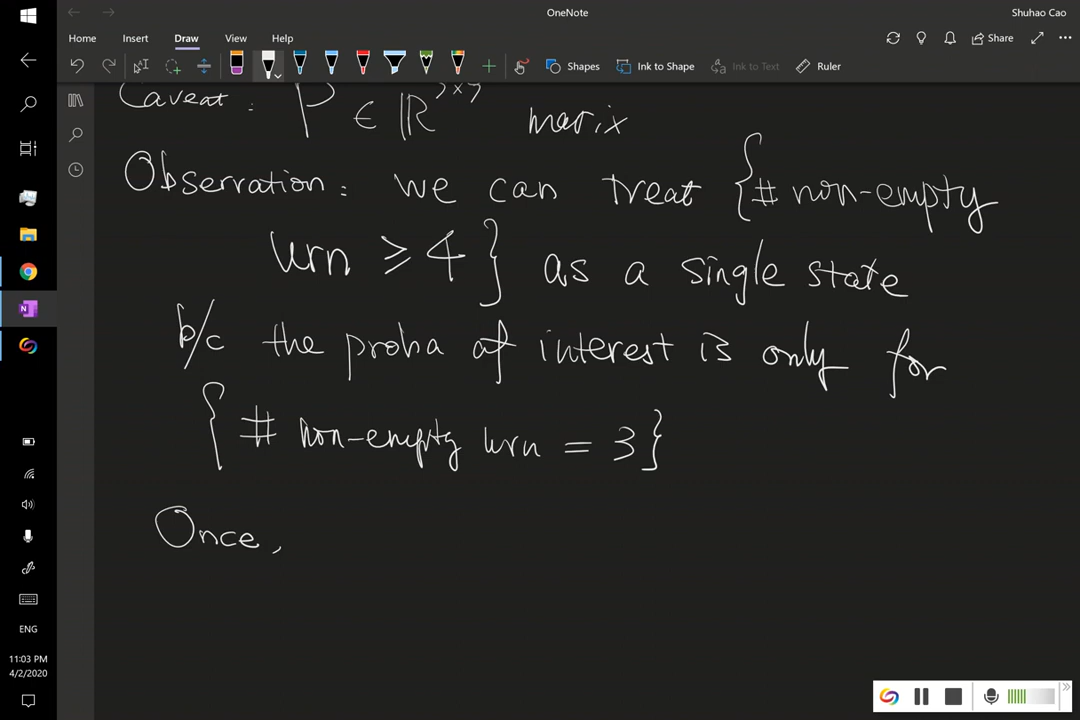 OneNote
Shuhao Cao
Home Insert Draw View Help
Share
Shapes Ink to Shape Ink to Text Ruler
Caveat: P ∈ ℝ matix
Observation: we can treat {# non-empty
urn ≥ 4} as a single state
b/c the proba of interest is only for
{# non-empty urn = 3}
Once,
ENG
11:03 PM
4/2/2020